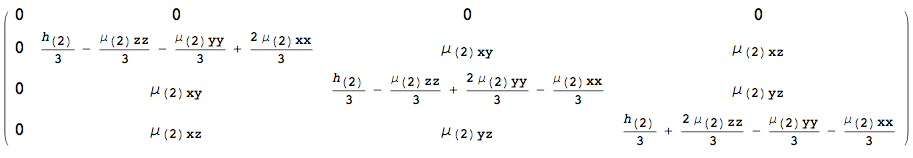 0 0 0 0
0 h(2)/3 - μ(2)zz/3 - μ(2)yy/3 + 2 μ(2)xx/3 μ(2)xy μ(2)xz
0 μ(2)xy h(2)/3 - μ(2)zz/3 + 2 μ(2)yy/3 - μ(2)xx/3 μ(2)yz
0 μ(2)xz μ(2)yz h(2)/3 + 2 μ(2)zz/3 - μ(2)yy/3 - μ(2)xx/3